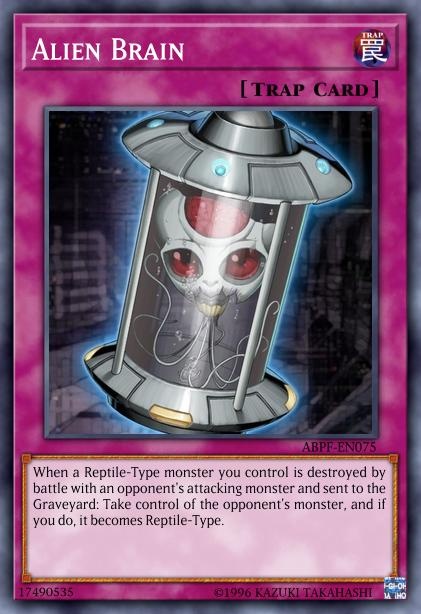 Alien Brain
TRAP
罠
[Trap Card]
ABPF-EN075
When a Reptile-Type monster you control is destroyed by
battle with an opponent's attacking monster and sent to the
Graveyard: Take control of the opponent's monster, and if
you do, it becomes Reptile-Type.
17490535
©1996 KAZUKI TAKAHASHI